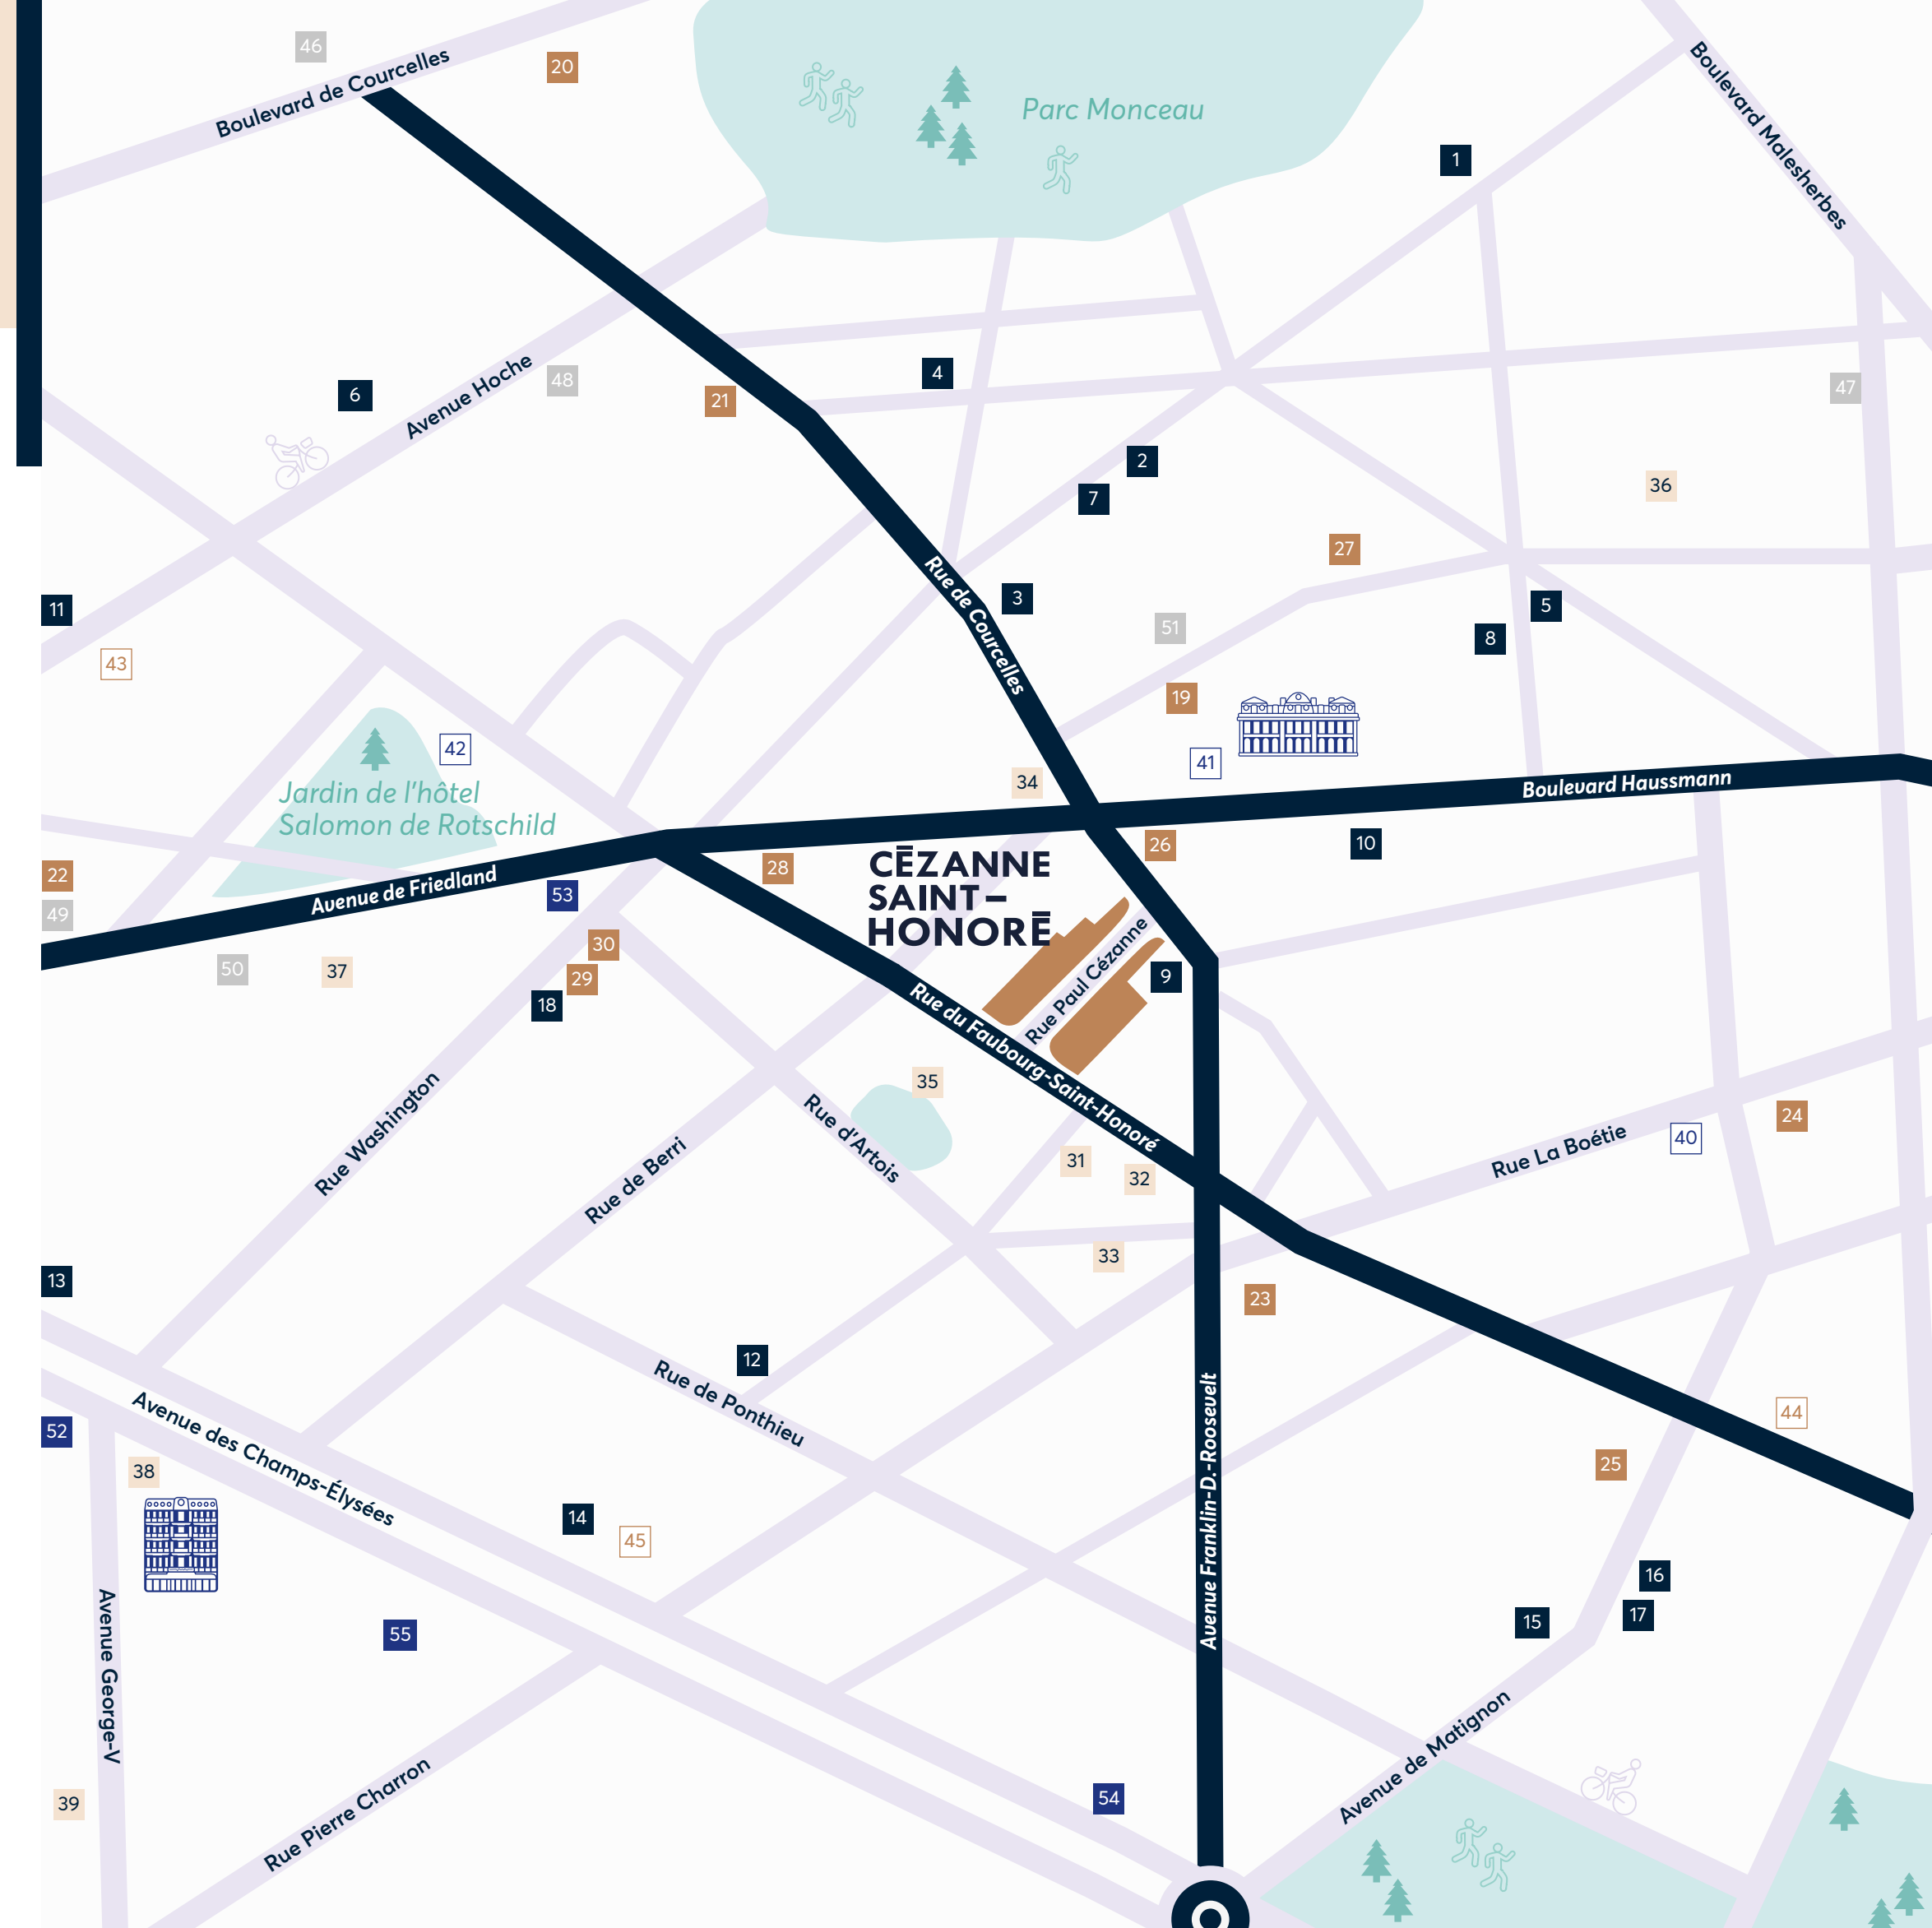 46
Boulevard de Courcelles
20
Parc Monceau
Boulevard Malesherbes
1
6
Avenue Hoche
48
21
4
47
2
7
36
27
Rue de Courcelles
3
11
5
51
8
43
19
42
41
34
Jardin de l'hôtel
Salomon de Rotschild
Boulevard Haussmann
10
26
28
22
Avenue de Friedland
53
49
CĒZANNE
SAINT–
HONORĒ
Rue Paul Cézanne
9
30
29
50
37
18
Rue du Faubourg-Saint-Honoré
35
Rue Washington
Rue de Berri
Rue d'Artois
24
40
Rue La Boétie
31
32
33
13
23
12
Rue de Ponthieu
Avenue Franklin-D.-Roosevelt
Avenue des Champs-Élysées
52
38
44
25
14
45
16
17
15
55
Avenue George-V
Avenue de Matignon
54
39
Rue Pierre Charron